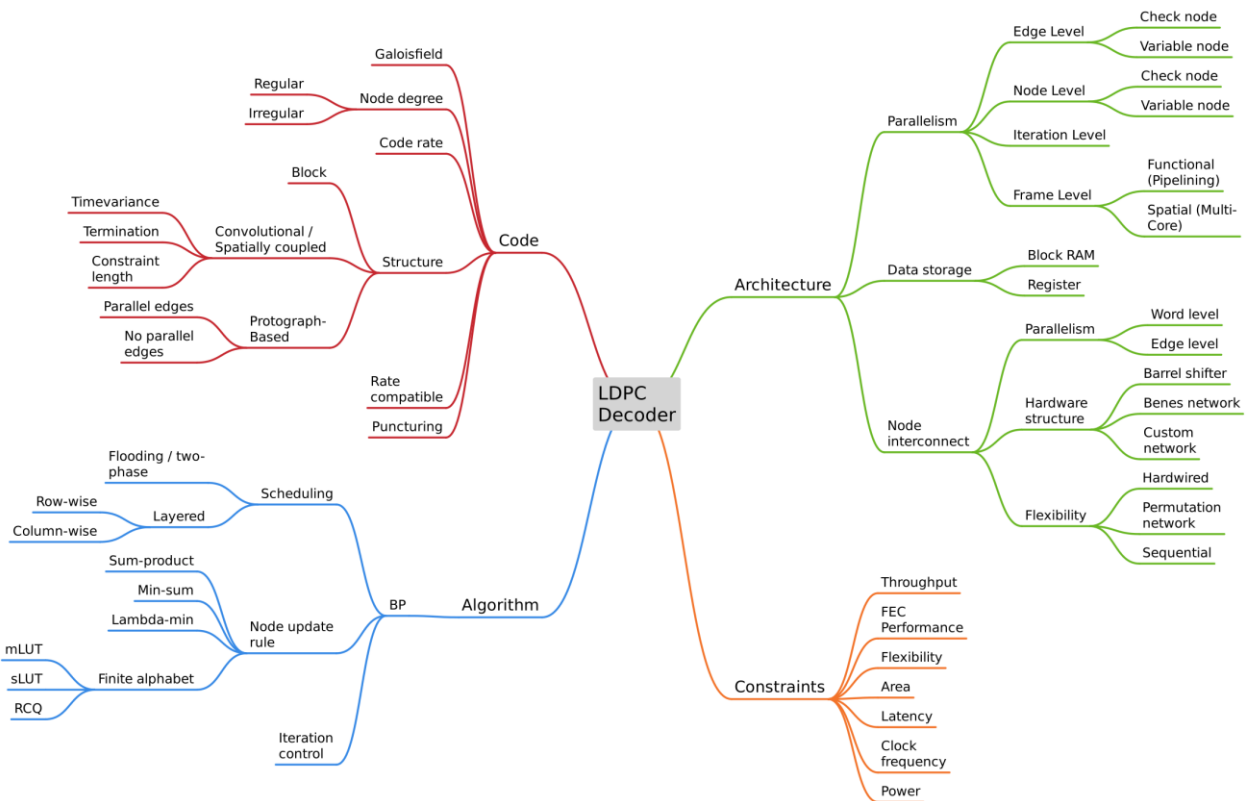 LDPC
Decoder
Code
Galoisfield
Node degree
Regular
Irregular
Code rate
Structure
Block
Convolutional /
Spatially coupled
Timevariance
Termination
Constraint
length
Protograph-
Based
Parallel edges
No parallel
edges
Rate
compatible
Puncturing
Algorithm
BP
Scheduling
Flooding / two-
phase
Layered
Row-wise
Column-wise
Node update
rule
Sum-product
Min-sum
Lambda-min
Finite alphabet
mLUT
sLUT
RCQ
Iteration
control
Architecture
Parallelism
Edge Level
Check node
Variable node
Node Level
Check node
Variable node
Iteration Level
Frame Level
Functional
(Pipelining)
Spatial (Multi-
Core)
Data storage
Block RAM
Register
Node
interconnect
Parallelism
Word level
Edge level
Hardware
structure
Barrel shifter
Benes network
Custom
network
Flexibility
Hardwired
Permutation
network
Sequential
Constraints
Throughput
FEC
Performance
Flexibility
Area
Latency
Clock
frequency
Power